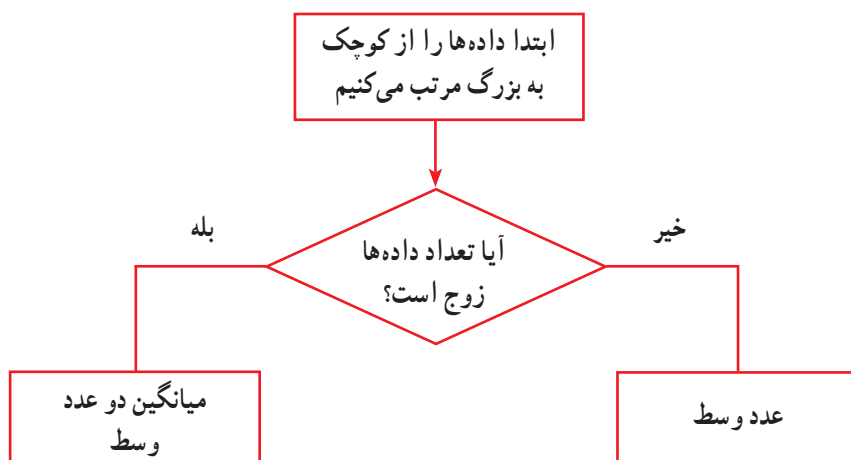 ابتدا داده‌ها را از کوچک
به بزرگ مرتب می‌کنیم
خیر
بله
آیا تعداد داده‌ها
زوج است؟
عدد وسط
میانگین دو عدد
وسط